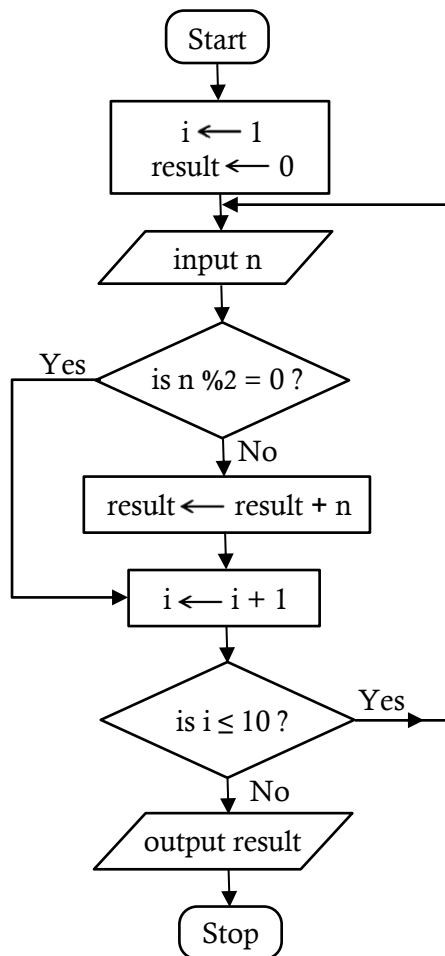 Start
i ← 1
result ← 0
input n
Yes
is n %2 = 0 ?
No
result ← result + n
i ← i + 1
is i ≤ 10 ?
Yes
No
output result
Stop